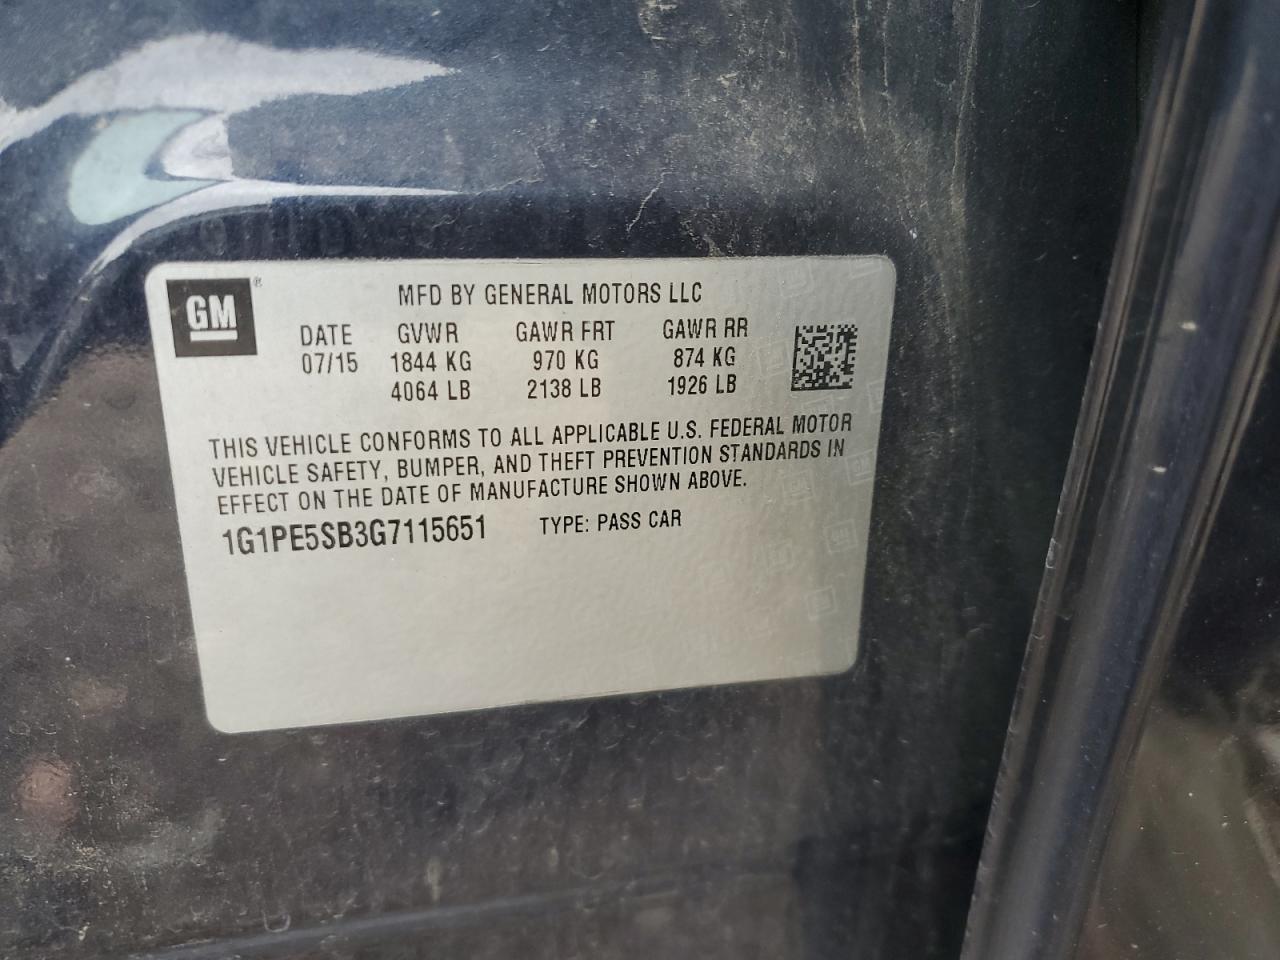 GM ®
MFD BY GENERAL MOTORS LLC
DATE GVWR GAWR FRT GAWR RR
07/15 1844 KG 970 KG 874 KG
4064 LB 2138 LB 1926 LB
THIS VEHICLE CONFORMS TO ALL APPLICABLE U.S. FEDERAL MOTOR
VEHICLE SAFETY, BUMPER, AND THEFT PREVENTION STANDARDS IN
EFFECT ON THE DATE OF MANUFACTURE SHOWN ABOVE.
1G1PE5SB3G7115651 TYPE: PASS CAR